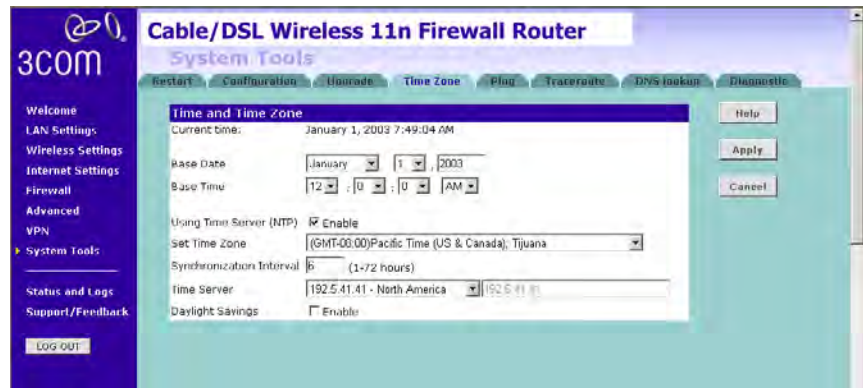 3COM
Cable/DSL Wireless 11n Firewall Router
System Tools
Restart Configuration Upgrade Time Zone Ping Traceroute DNS lookup Diagnostic
Welcome
LAN Settings
Wireless Settings
Internet Settings
Firewall
Advanced
VPN
System Tools
Status and Logs
Support/Feedback
LOG OUT
Time and Time Zone
Current time: January 1, 2003 7:49:04 AM
Base Date January 1 , 2003
Base Time 12 : 0 : 0 AM
Using Time Server (NTP) Enable
Set Time Zone (GMT-08:00)Pacific Time (US & Canada), Tijuana
Synchronization Interval 6 (1-72 hours)
Time Server 192.5.41.41 - North America 192.5.41.41
Daylight Savings Enable
Help
Apply
Cancel